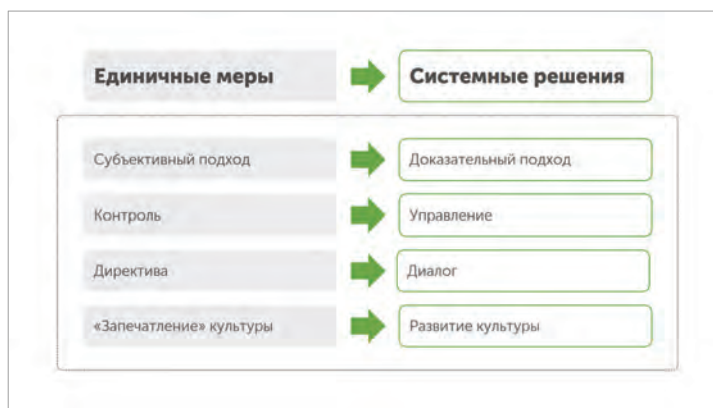 Единичные меры
Системные решения
Субъективный подход
Доказательный подход
Контроль
Управление
Директива
Диалог
«Запечатление» культуры
Развитие культуры